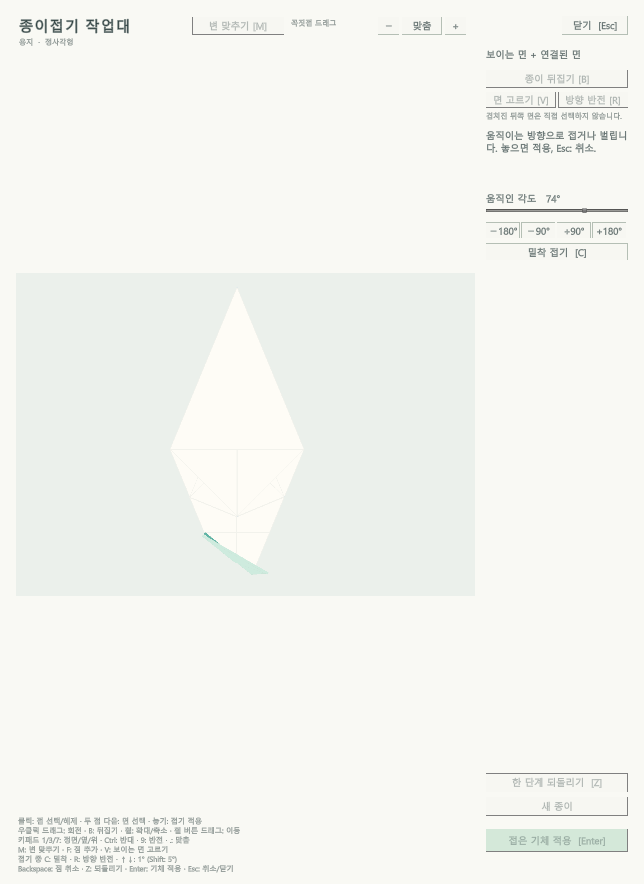 종이접기 작업대
용지 · 정사각형
변 맞추기 [M]
꼭짓점 드래그
−
맞춤
+
닫기 [Esc]
보이는 면 + 연결된 면
종이 뒤집기 [B]
면 고르기 [V]
방향 반전 [R]
겹쳐진 뒤쪽 면은 직접 선택하지 않습니다.
움직이는 방향으로 접거나 벌립니
다. 놓으면 적용, Esc: 취소.
움직인 각도 74°
−180°
−90°
+90°
+180°
밀착 접기 [C]
한 단계 되돌리기 [Z]
새 종이
접은 기체 적용 [Enter]
클릭: 점 선택/해제 · 두 점 다음: 면 선택 · 놓기: 접기 적용
우클릭 드래그: 회전 · B: 뒤집기 · 휠: 확대/축소 · 휠 버튼 드래그: 이동
키패드 1/3/7: 정면/옆/위 · Ctrl: 반대 · 9: 반전 · .: 맞춤
M: 변 맞추기 · F: 점 추가 · V: 보이는 면 고르기
접기 중 C: 밀착 · R: 방향 반전 · ↑ ↓: 1° (Shift: 5°)
Backspace: 점 취소 · Z: 되돌리기 · Enter: 기체 적용 · Esc: 취소/닫기